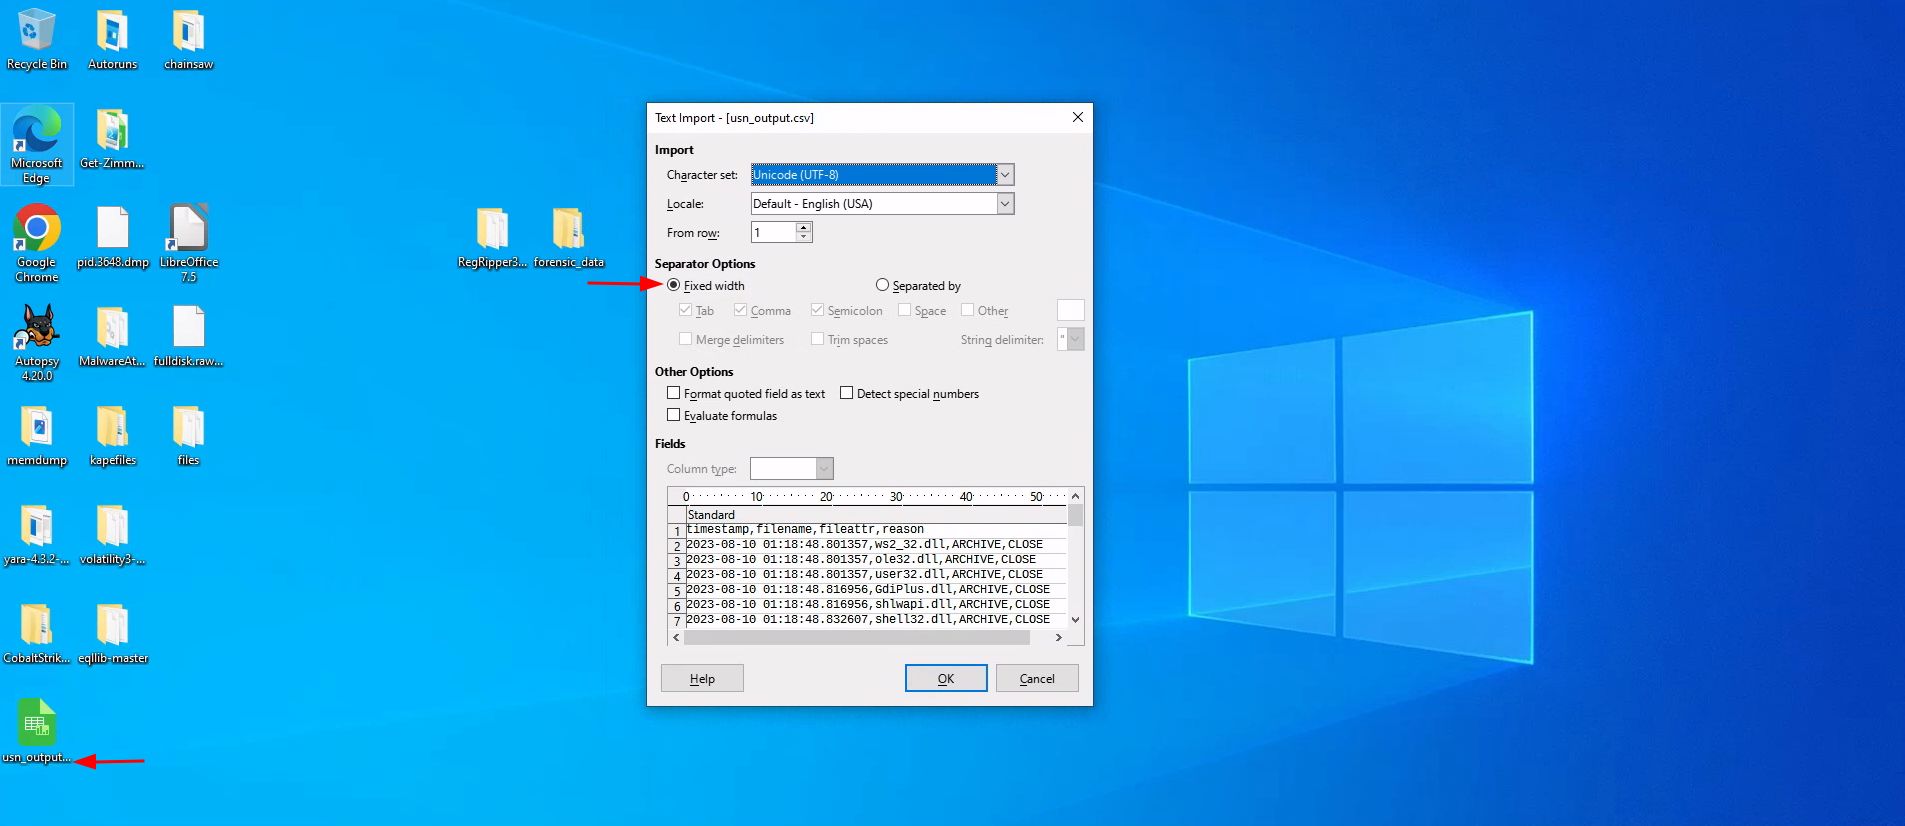 Recycle Bin
Autoruns
chainsaw
Microsoft
Edge
Get-Zimm...
Google
Chrome
pid.3648.dmp
LibreOffice
7.5
RegRipper3...
forensic_data
Autopsy
4.20.0
MalwareAt...
fulldisk.raw...
memdump
kapefiles
files
yara-4.3.2-...
volatility3-...
CobaltStrik...
eqllib-master
usn_output...
Text Import - [usn_output.csv]
Import
Character set:
Unicode (UTF-8)
Locale:
Default - English (USA)
From row:
1
Separator Options
Fixed width
Separated by
Tab
Comma
Semicolon
Space
Other
Merge delimiters
Trim spaces
String delimiter:
"
Other Options
Format quoted field as text
Detect special numbers
Evaluate formulas
Fields
Column type:
0 10 20 30 40 50
Standard
1 timestamp,filename,fileattr,reason
2 2023-08-10 01:18:48.801357,ws2_32.dll,ARCHIVE,CLOSE
3 2023-08-10 01:18:48.801357,ole32.dll,ARCHIVE,CLOSE
4 2023-08-10 01:18:48.801357,user32.dll,ARCHIVE,CLOSE
5 2023-08-10 01:18:48.816956,GdiPlus.dll,ARCHIVE,CLOSE
6 2023-08-10 01:18:48.816956,shlwapi.dll,ARCHIVE,CLOSE
7 2023-08-10 01:18:48.832607,shell32.dll,ARCHIVE,CLOSE
Help
OK
Cancel